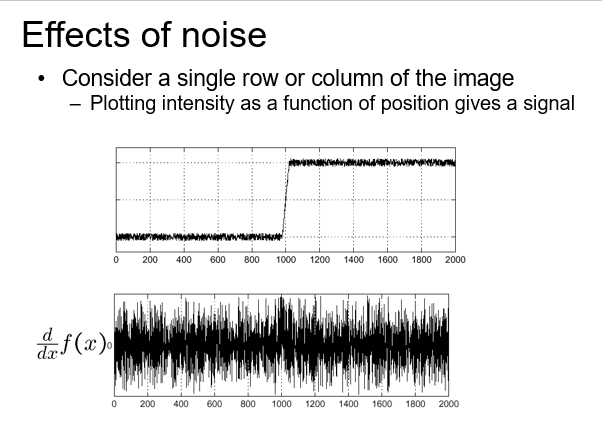 Effects of noise
• Consider a single row or column of the image
– Plotting intensity as a function of position gives a signal
0 200 400 600 800 1000 1200 1400 1600 1800 2000
d/dx f(x) 0
0 200 400 600 800 1000 1200 1400 1600 1800 2000